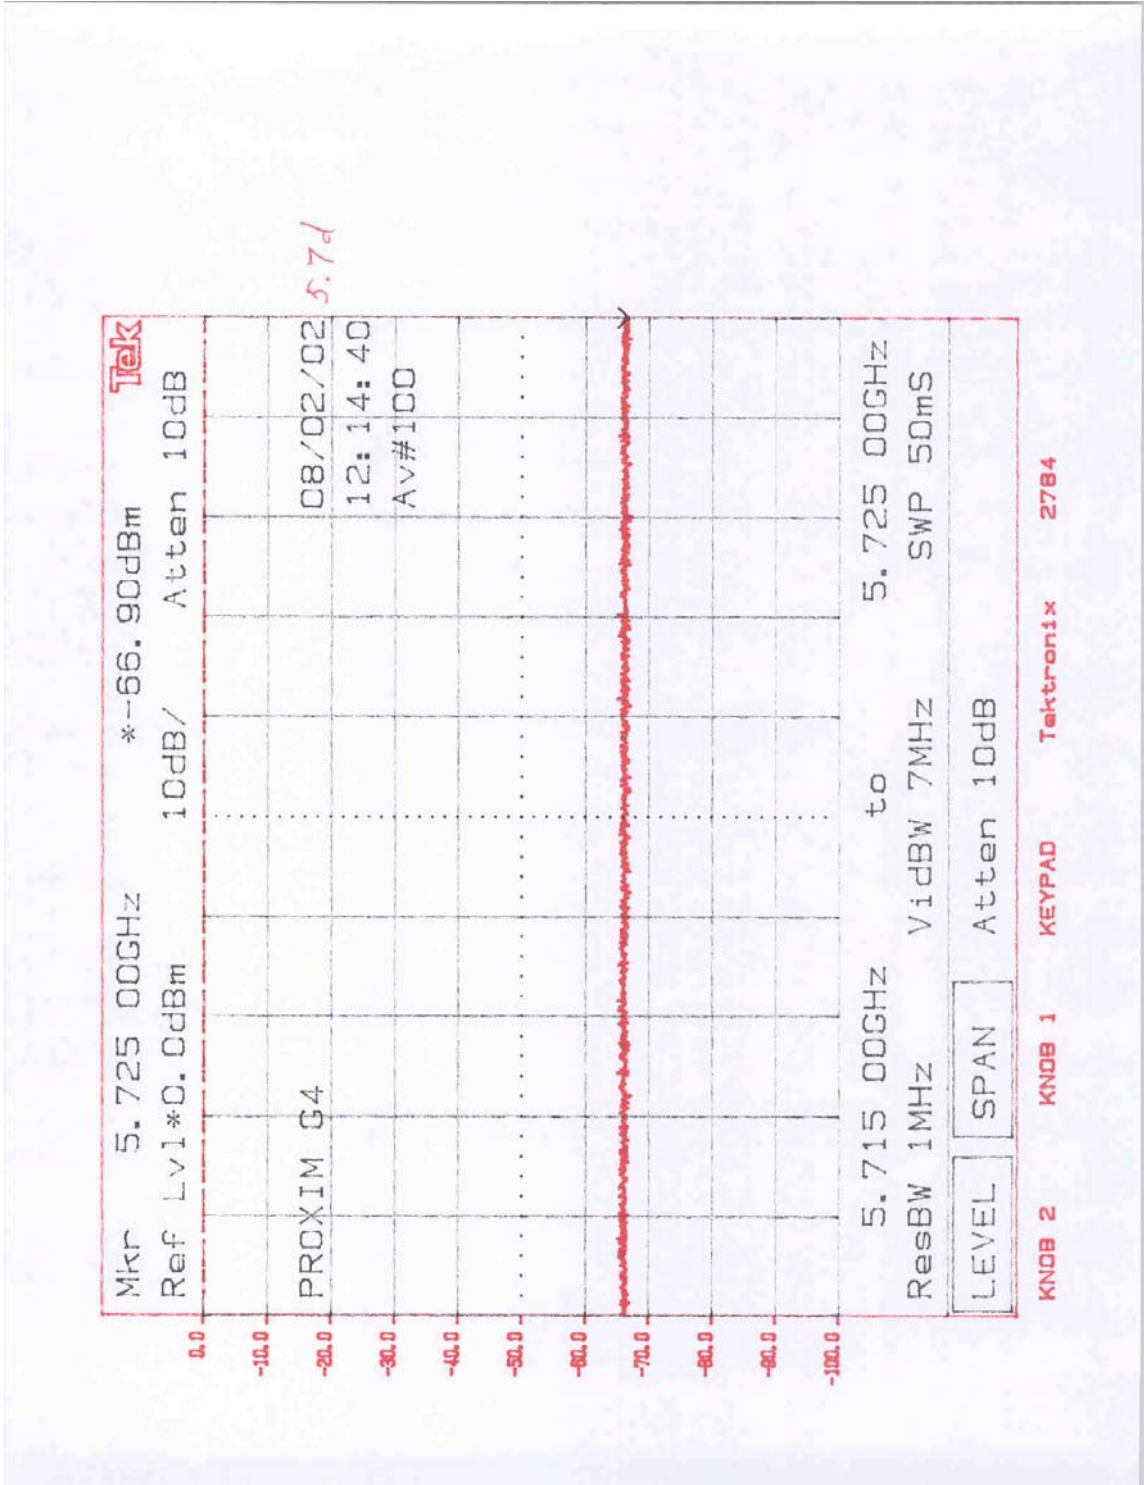 Mkr 5.725 00GHz *-66.90dBm Tek
Ref Lvl*0.0dBm 10dB/ Atten 10dB
0.0
-10.0
PROXIM G4 08/02/02 5.7d
-20.0
12:14:40
-30.0
Av#100
-40.0
-50.0
-60.0
-70.0
-80.0
-90.0
-100.0
5.715 00GHz to 5.725 00GHz
ResBW 1MHz VidBW 7MHz SWP 50mS
LEVEL SPAN Atten 10dB
KNOB 2 KNOB 1 KEYPAD Tektronix 2784